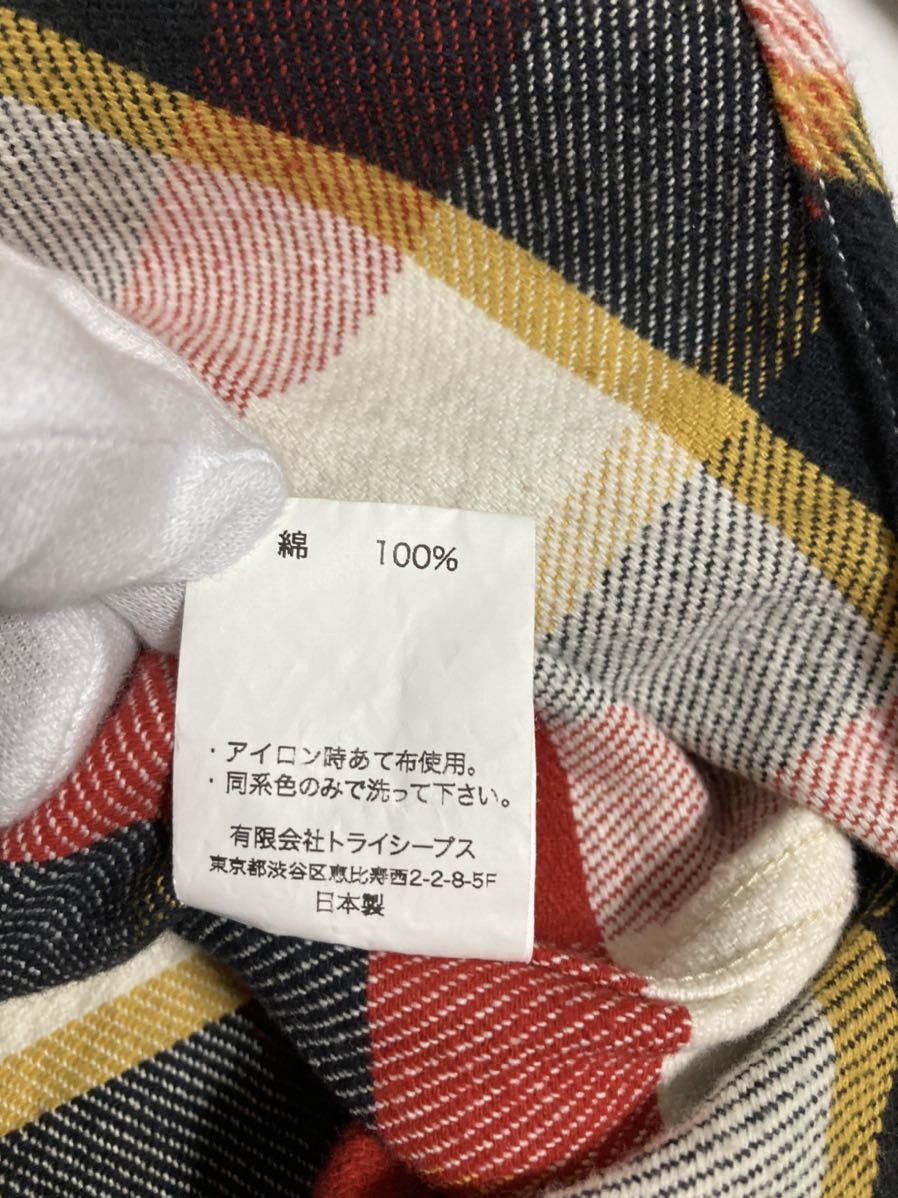 綿 100%
・アイロン時あて布使用。
・同系色のみで洗って下さい。
有限会社トライシープス
東京都渋谷区恵比寿西2-2-8-5F
日本製